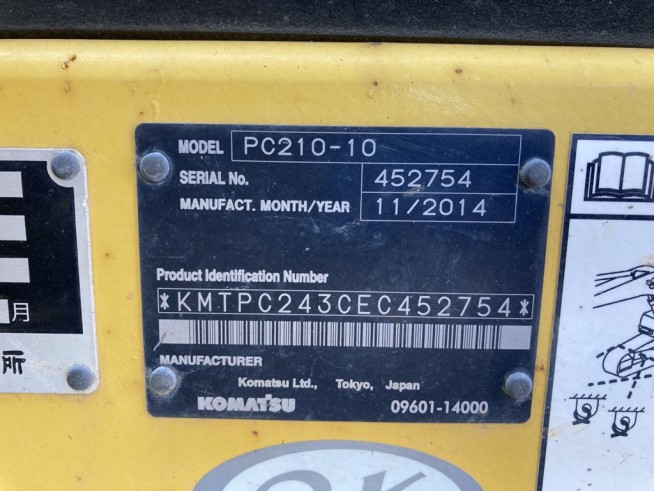 MODEL PC210-10
SERIAL No. 452754
MANUFACT. MONTH/YEAR 11/2014
Product Identification Number
*KMTPC243CEC452754*
MANUFACTURER
Komatsu Ltd., Tokyo, Japan
KOMATSU 09601-14000
月
所
OK